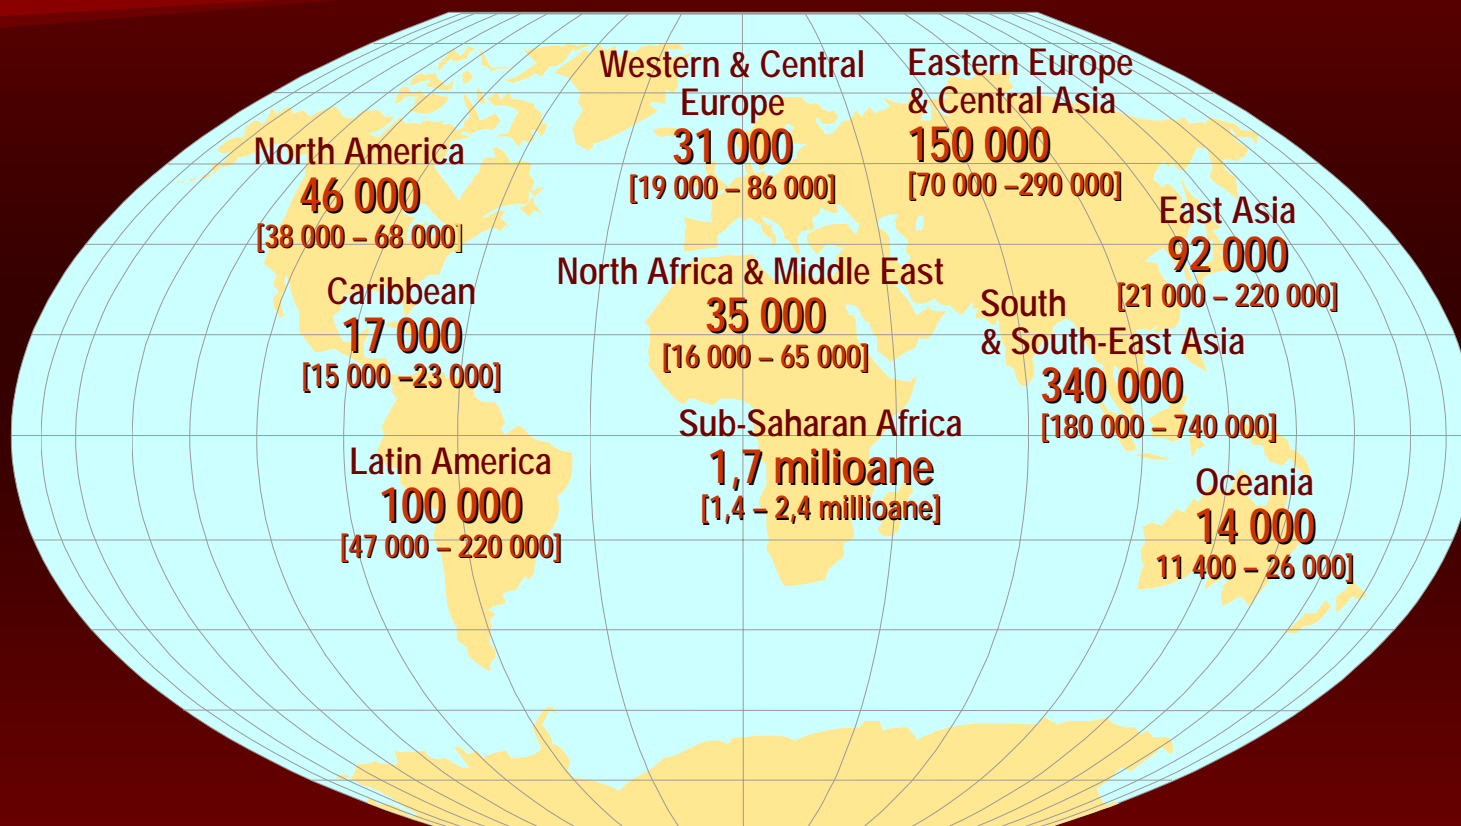 Western & Central
Europe
31 000
[19 000 – 86 000]
Eastern Europe
& Central Asia
150 000
[70 000 –290 000]
North America
46 000
[38 000 – 68 000]
East Asia
92 000
[21 000 – 220 000]
North Africa & Middle East
35 000
[16 000 – 65 000]
Caribbean
17 000
[15 000 –23 000]
South
& South-East Asia
340 000
[180 000 – 740 000]
Sub-Saharan Africa
1,7 milioane
[1,4 – 2,4 millioane]
Latin America
100 000
[47 000 – 220 000]
Oceania
14 000
11 400 – 26 000]